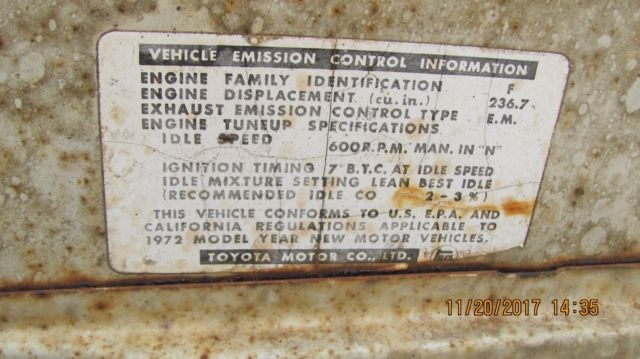 VEHICLE EMISSION CONTROL INFORMATION
ENGINE FAMILY IDENTIFICATION F
ENGINE DISPLACEMENT (cu.in.) 236.7
EXHAUST EMISSION CONTROL TYPE E.M.
ENGINE TUNEUP SPECIFICATIONS
IDLE SPEED 600R.P.M. MAN. IN "N"
IGNITION TIMING 7°B.T.C. AT IDLE SPEED
IDLE MIXTURE SETTING LEAN BEST IDLE
(RECOMMENDED IDLE CO 2-3%)
THIS VEHICLE CONFORMS TO U.S. E.P.A. AND
CALIFORNIA REGULATIONS APPLICABLE TO
1972 MODEL YEAR NEW MOTOR VEHICLES.
TOYOTA MOTOR CO., LTD.
11/20/2017 14:35